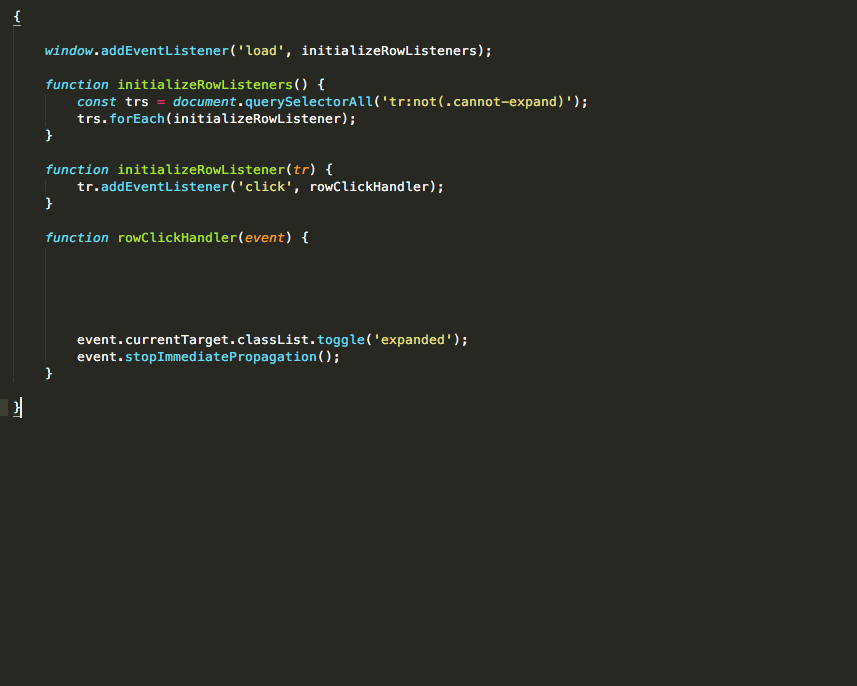 {
window.addEventListener('load', initializeRowListeners);
function initializeRowListeners() {
const trs = document.querySelectorAll('tr:not(.cannot-expand)');
trs.forEach(initializeRowListener);
}
function initializeRowListener(tr) {
tr.addEventListener('click', rowClickHandler);
}
function rowClickHandler(event) {
event.currentTarget.classList.toggle('expanded');
event.stopImmediatePropagation();
}
}